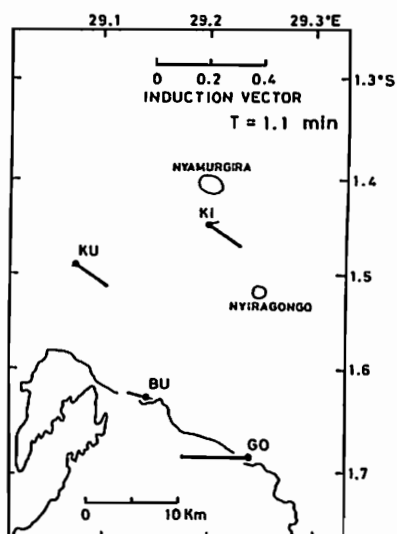 29.1 29.2 29.3°E
0 0.2 0.4
INDUCTION VECTOR
T = 1.1 min
1.3°S
NYAMURGIRA
1.4
KI
KU
1.5
NYIRAGONGO
1.6
BU
GO
1.7
0 10 Km